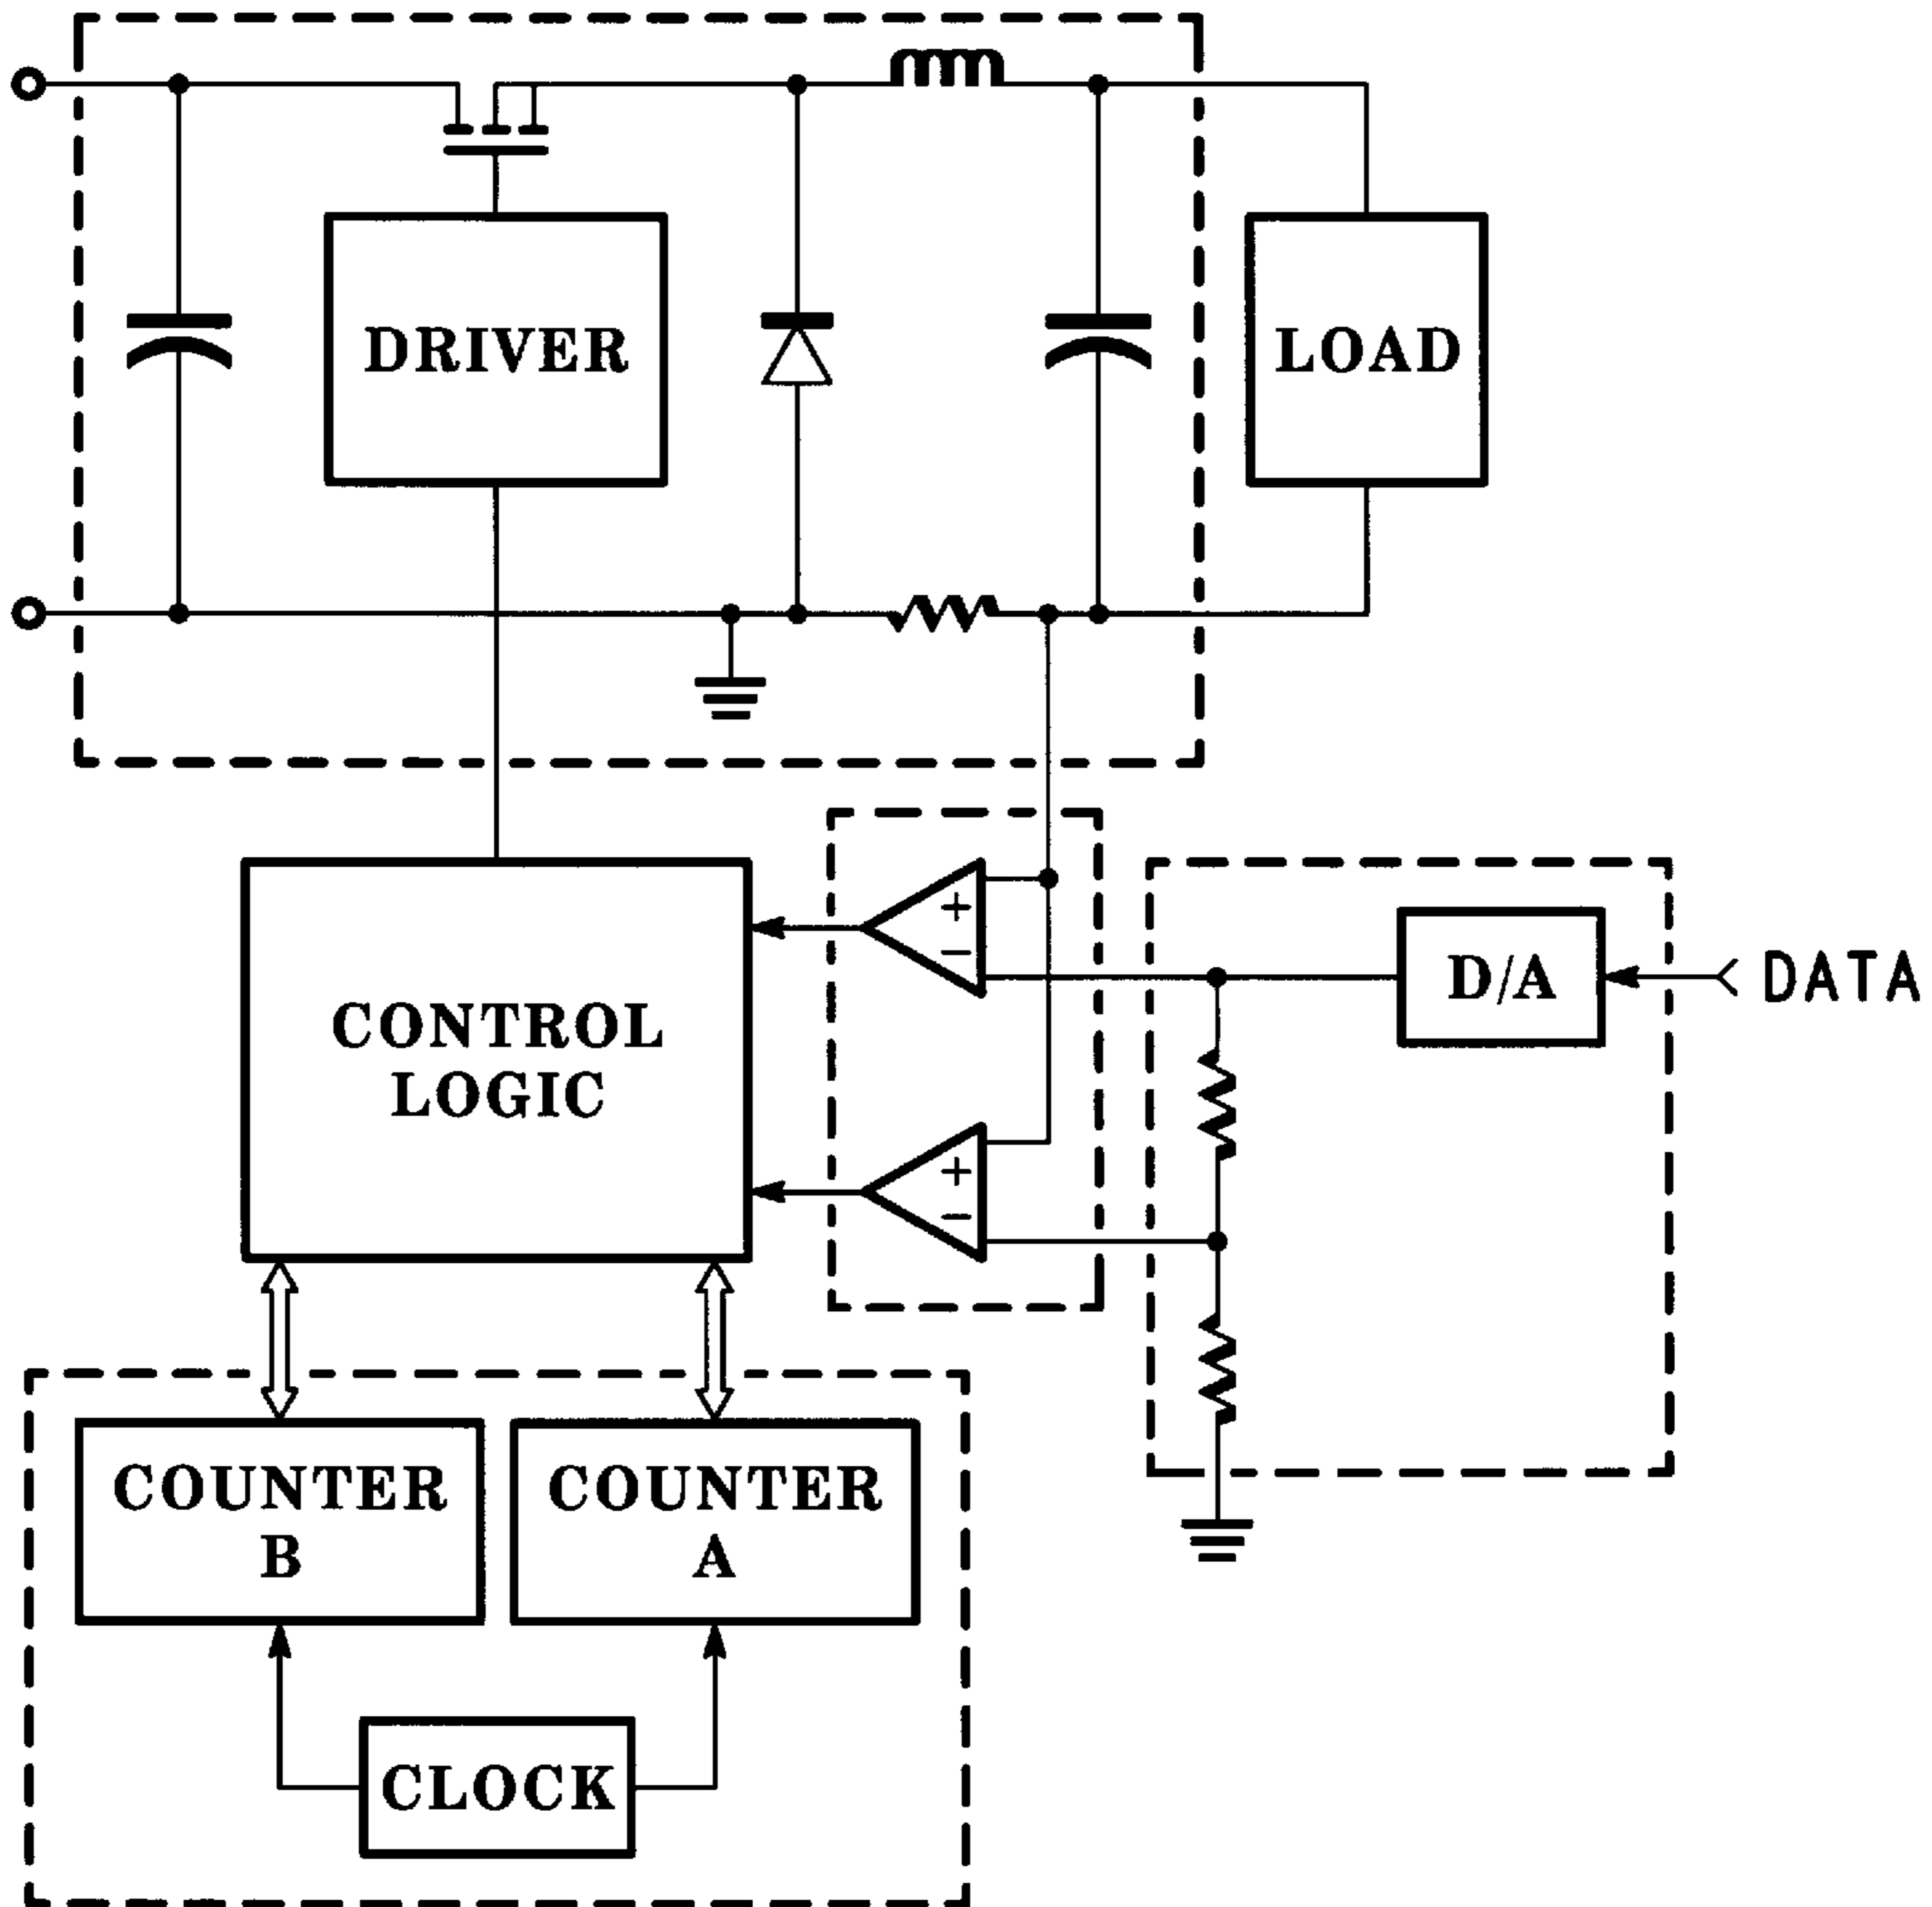 DRIVER
LOAD
+
−
D/A
DATA
CONTROL
LOGIC
+
−
COUNTER
B
COUNTER
A
CLOCK